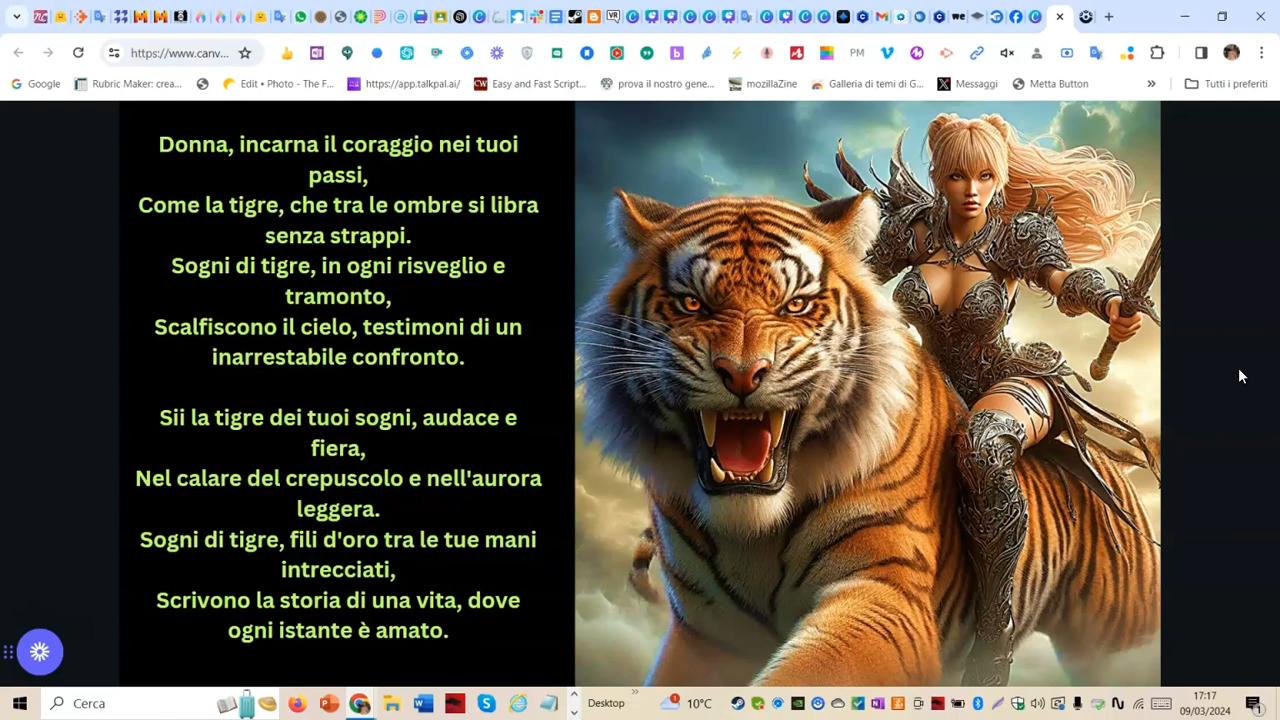 https://www.canv...
PM
Google
Rubric Maker: crea...
Edit • Photo - The F...
https://app.talkpal.ai/
Easy and Fast Script...
prova il nostro gene...
mozillaZine
Galleria di temi di G...
Messaggi
Metta Button
»
Tutti i preferiti
Donna, incarna il coraggio nei tuoi
passi,
Come la tigre, che tra le ombre si libra
senza strappi.
Sogni di tigre, in ogni risveglio e
tramonto,
Scalfiscono il cielo, testimoni di un
inarrestabile confronto.
Sii la tigre dei tuoi sogni, audace e
fiera,
Nel calare del crepuscolo e nell'aurora
leggera.
Sogni di tigre, fili d'oro tra le tue mani
intrecciati,
Scrivono la storia di una vita, dove
ogni istante è amato.
Cerca
Desktop
10°C
17:17
09/03/2024